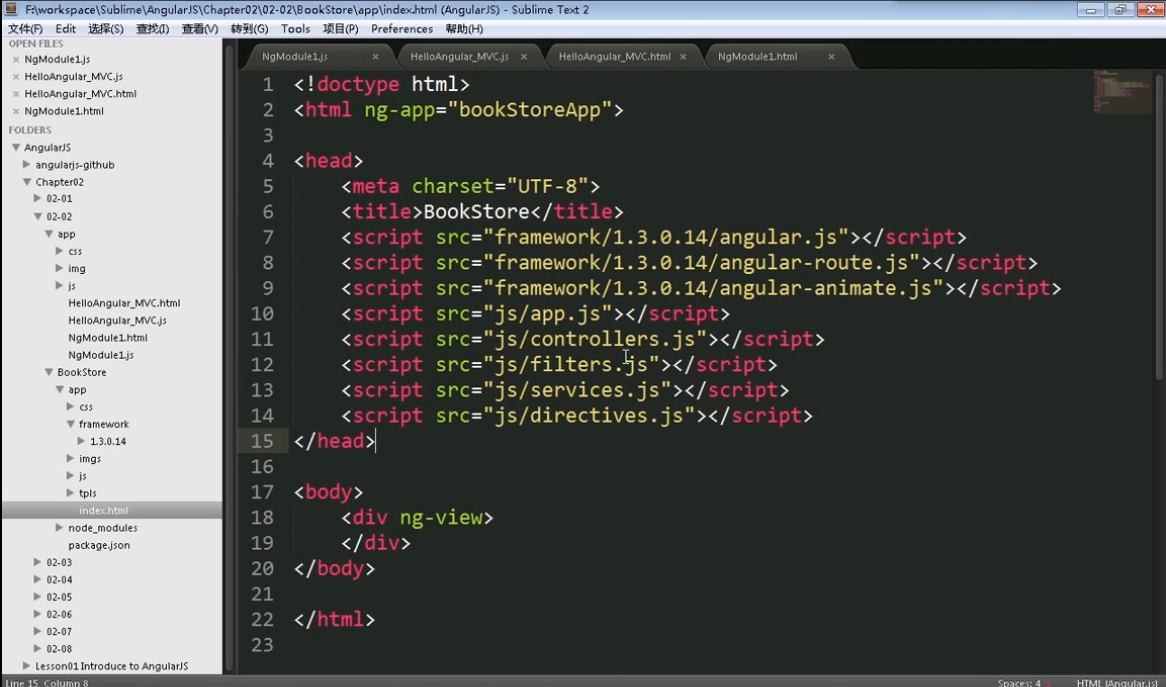 F:\workspace\Sublime\AngularJS\Chapter02\02-02\BookStore\app\index.html (AngularJS) - Sublime Text 2
文件(F) Edit 选择(S) 查找(I) 查看(V) 转到(G) Tools 项目(P) Preferences 帮助(H)
OPEN FILES
NgModule1.js
HelloAngular_MVC.js
HelloAngular_MVC.html
NgModule1.html
FOLDERS
AngularJS
angularjs-github
Chapter02
02-01
02-02
app
css
img
js
HelloAngular_MVC.html
HelloAngular_MVC.js
NgModule1.html
NgModule1.js
BookStore
app
css
framework
1.3.0.14
imgs
js
tpls
index.html
node_modules
package.json
02-03
02-04
02-05
02-06
02-07
02-08
Lesson01 Introduce to AngularJS
NgModule1.js HelloAngular_MVC.js HelloAngular_MVC.html NgModule1.html
1 <!doctype html>
2 <html ng-app="bookStoreApp">
3
4 <head>
5 <meta charset="UTF-8">
6 <title>BookStore</title>
7 <script src="framework/1.3.0.14/angular.js"></script>
8 <script src="framework/1.3.0.14/angular-route.js"></script>
9 <script src="framework/1.3.0.14/angular-animate.js"></script>
10 <script src="js/app.js"></script>
11 <script src="js/controllers.js"></script>
12 <script src="js/filters.js"></script>
13 <script src="js/services.js"></script>
14 <script src="js/directives.js"></script>
15 </head>
16
17 <body>
18 <div ng-view>
19 </div>
20 </body>
21
22 </html>
23
Line 15, Column 8 Spaces: 4 HTML (Angular.js)